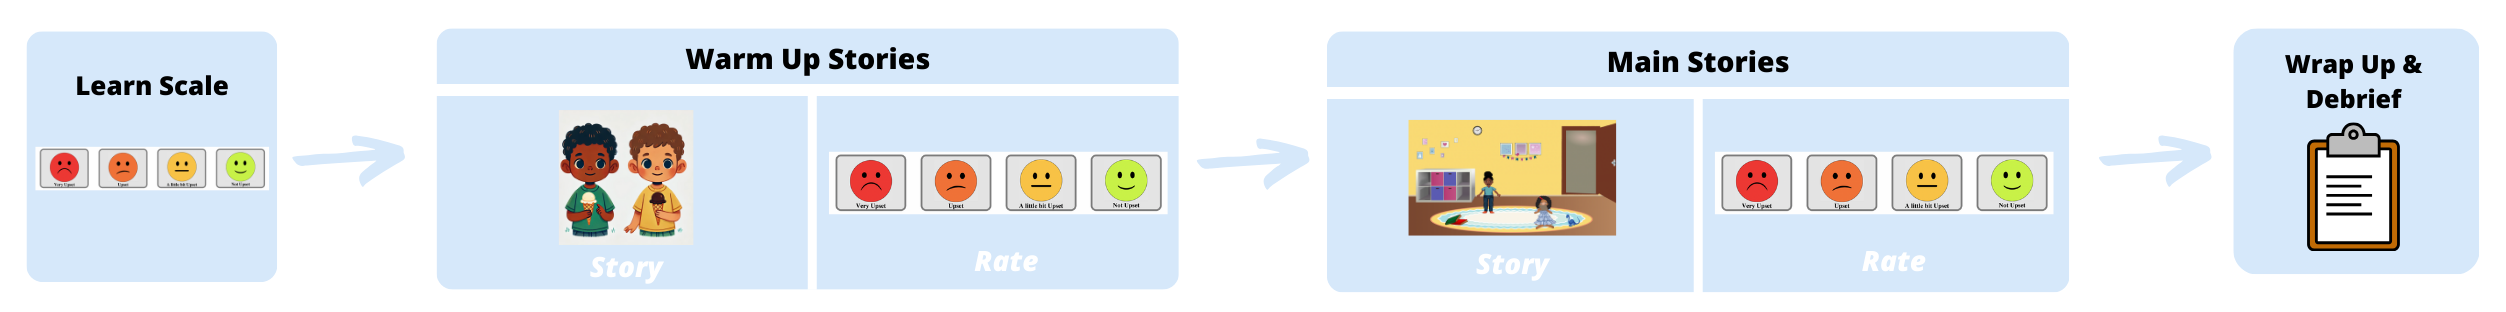 Learn Scale
Very Upset
Upset
A little bit Upset
Not Upset
Warm Up Stories
Story
Very Upset
Upset
A little bit Upset
Not Upset
Rate
Main Stories
Story
Very Upset
Upset
A little bit Upset
Not Upset
Rate
Wrap Up &
Debrief